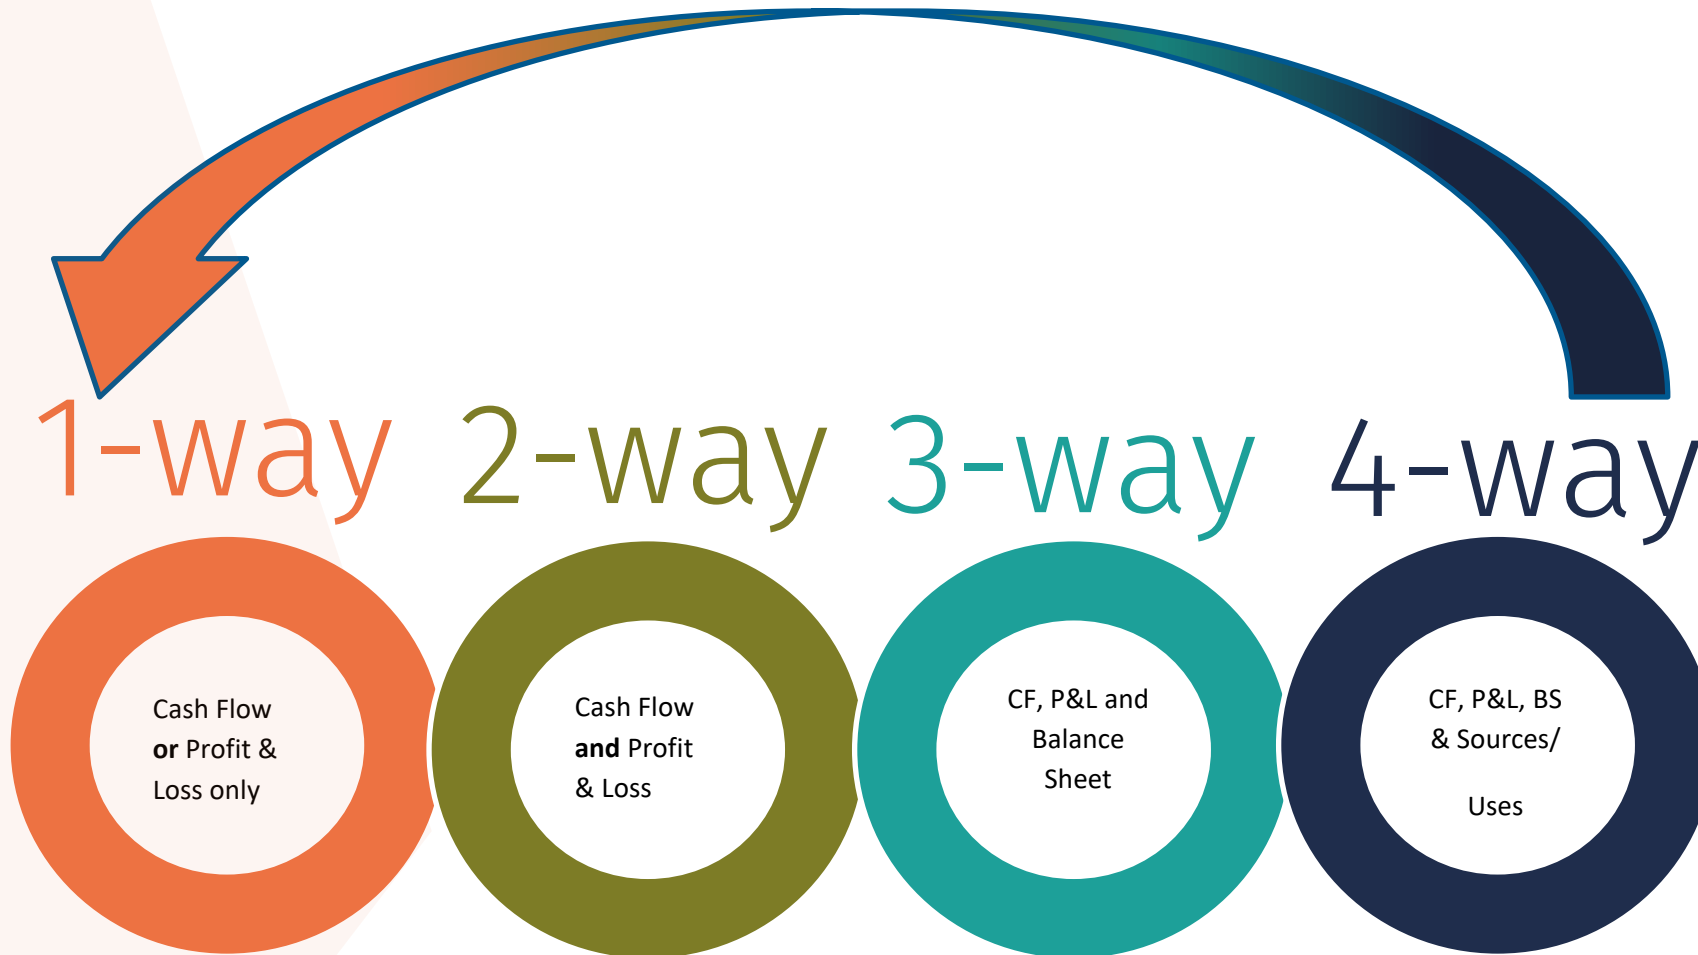 1-way
2-way
3-way
4-way
Cash Flow
or Profit &
Loss only
Cash Flow
and Profit
& Loss
CF, P&L and
Balance
Sheet
CF, P&L, BS
& Sources/
Uses